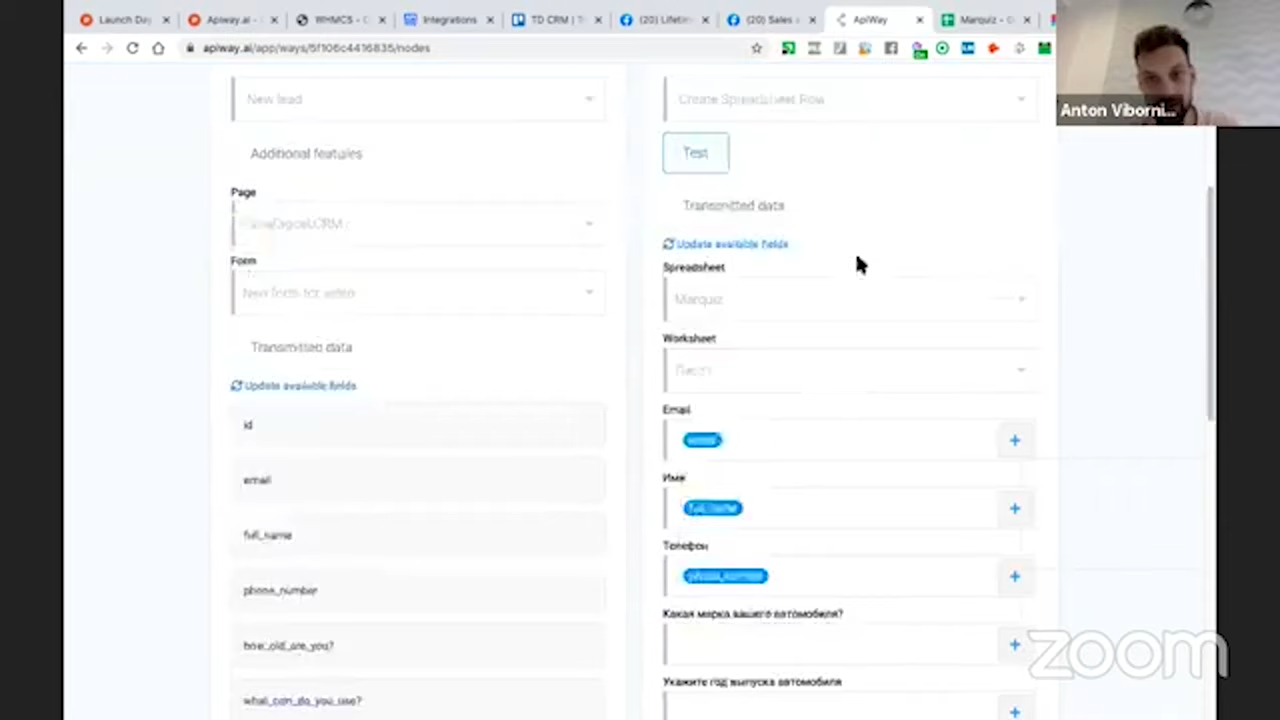 Launch Day
Apiway.ai -
WHMCS - C
Integrations
TD CRM | Tr
(20) Lifetim
(20) Sales a
ApiWay
Marquiz - C
apiway.ai/app/ways/5f106c4416835/nodes
Anton Viborni...
New lead
Create Spreadsheet Row
Additional features
Test
Page
Transmitted data
Form
Update available fields
Spreadsheet
New form for video
Marquiz
Transmitted data
Worksheet
Update available fields
Лист1
id
Email
email
email
Имя
full_name
full_name
Телефон
phone_number
phone_number
Какая марка вашего автомобиля?
how_old_are_you?
Укажите год выпуска автомобиля
what_crm_do_you_use?
zoom